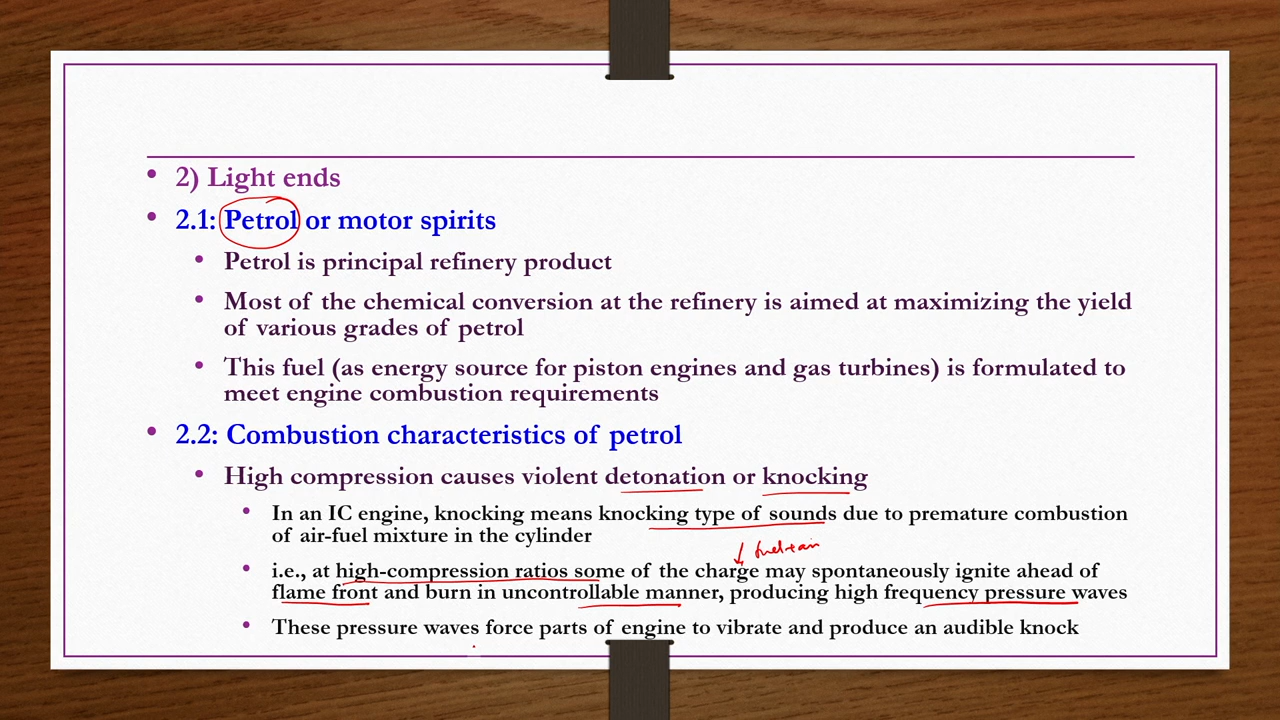 2) Light ends
2.1: Petrol or motor spirits
Petrol is principal refinery product
Most of the chemical conversion at the refinery is aimed at maximizing the yield
of various grades of petrol
This fuel (as energy source for piston engines and gas turbines) is formulated to
meet engine combustion requirements
2.2: Combustion characteristics of petrol
High compression causes violent detonation or knocking
In an IC engine, knocking means knocking type of sounds due to premature combustion
of air-fuel mixture in the cylinder
fuel+air
i.e., at high-compression ratios some of the charge may spontaneously ignite ahead of
flame front and burn in uncontrollable manner, producing high frequency pressure waves
These pressure waves force parts of engine to vibrate and produce an audible knock